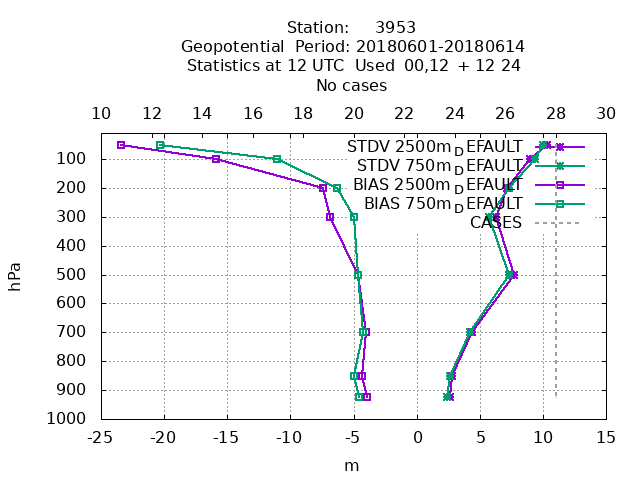 Station: 3953
Geopotential Period: 20180601-20180614
Statistics at 12 UTC Used 00,12 + 12 24
No cases
10 12 14 16 18 20 22 24 26 28 30
STDV 2500m_DEFAULT
STDV 750m_DEFAULT
BIAS 2500m_DEFAULT
BIAS 750m_DEFAULT
CASES
100
200
300
400
500
600
700
800
900
1000
hPa
-25 -20 -15 -10 -5 0 5 10 15
m